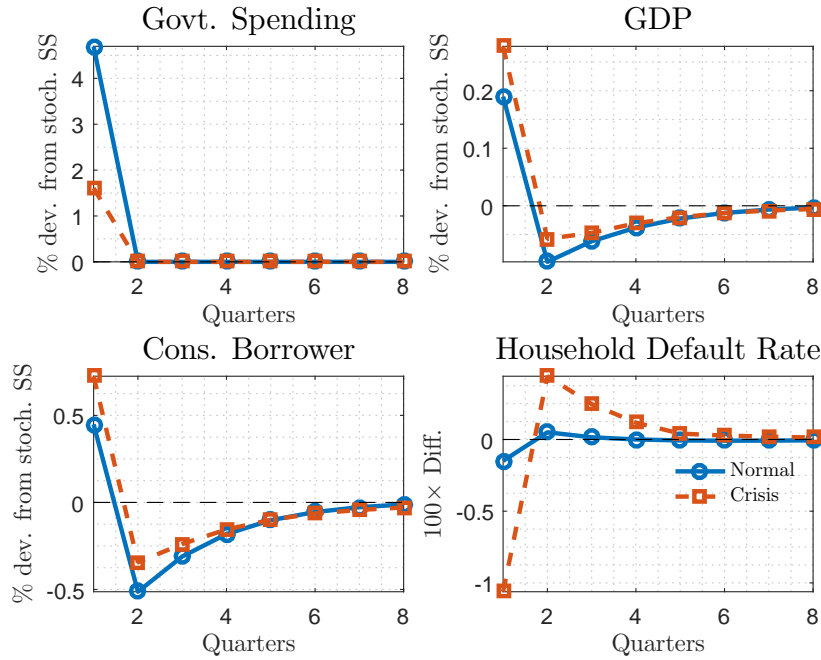 Govt. Spending
% dev. from stoch. SS
4
3
2
1
0
2
4
6
8
Quarters
GDP
% dev. from stoch. SS
0.2
0.1
0
2
4
6
8
Quarters
Cons. Borrower
% dev. from stoch. SS
0.5
0
-0.5
2
4
6
8
Quarters
Household Default Rate
100× Diff.
0
-0.5
-1
Normal
Crisis
2
4
6
8
Quarters